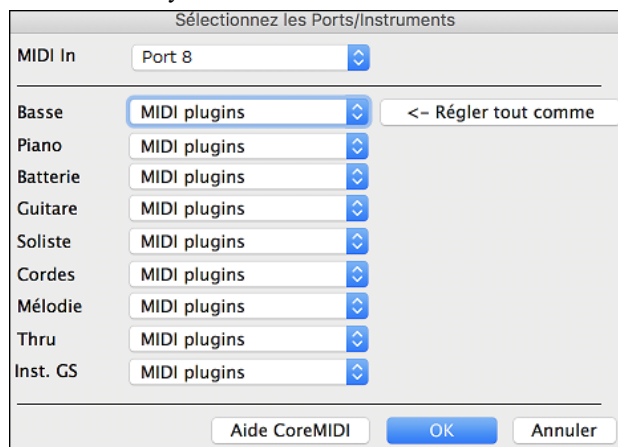 Sélectionnez les Ports/Instruments
MIDI In Port 8
Basse MIDI plugins <- Régler tout comme
Piano MIDI plugins
Batterie MIDI plugins
Guitare MIDI plugins
Soliste MIDI plugins
Cordes MIDI plugins
Mélodie MIDI plugins
Thru MIDI plugins
Inst. GS MIDI plugins
Aide CoreMIDI OK Annuler